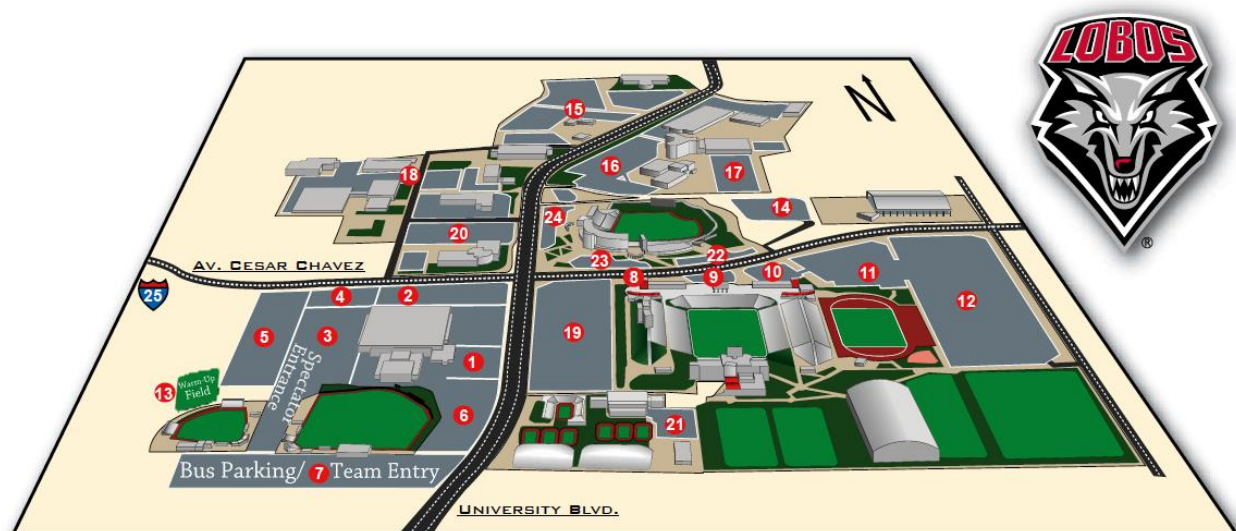 LOBOS
®
N
15
16
17
18
14
24
20
22
23
AV. CESAR CHAVEZ
25
8
9
10
11
12
4
2
5
3
19
1
Spectator
Entrance
13
Warm-Up
Field
6
21
Bus Parking/ 7 Team Entry
UNIVERSITY BLVD.